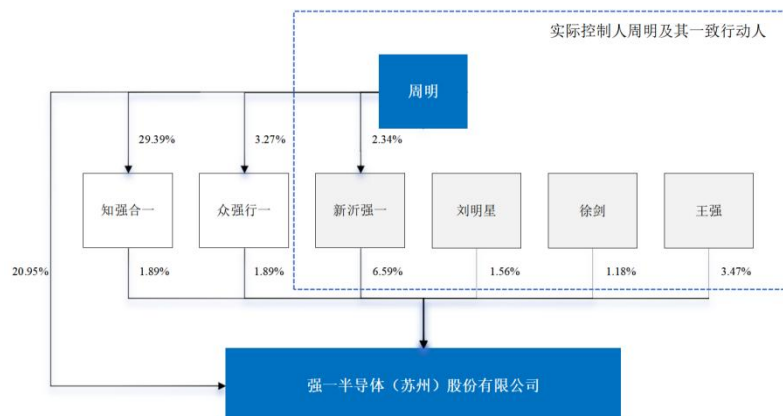 实际控制人周明及其一致行动人
周明
29.39%
3.27%
2.34%
知强合一
众强行一
新沂强一
刘明星
徐剑
王强
20.95%
1.89%
1.89%
6.59%
1.56%
1.18%
3.47%
强一半导体（苏州）股份有限公司